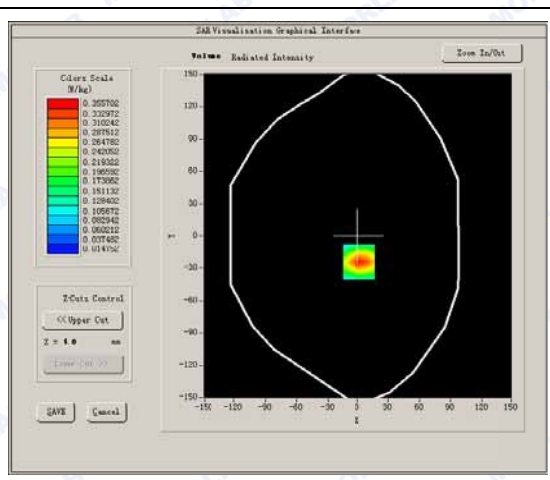 SAR Visualisation Graphical Interface
Volume Radiated Intensity
Zoom In/Out
Colors Scale
(W/kg)
0.355702
0.332972
0.310242
0.287512
0.264782
0.242052
0.219322
0.196592
0.173862
0.151132
0.128402
0.105672
0.082942
0.060212
0.037482
0.014752
Z-Cuts Control
<< Upper Cut
Z = 4.0 mm
Lower Cut >>
SAVE
Cancel
150
120
90
60
30
0
-30
-60
-90
-120
-150
Y
-150 -120 -90 -60 -30 0 30 60 90 120 150
X